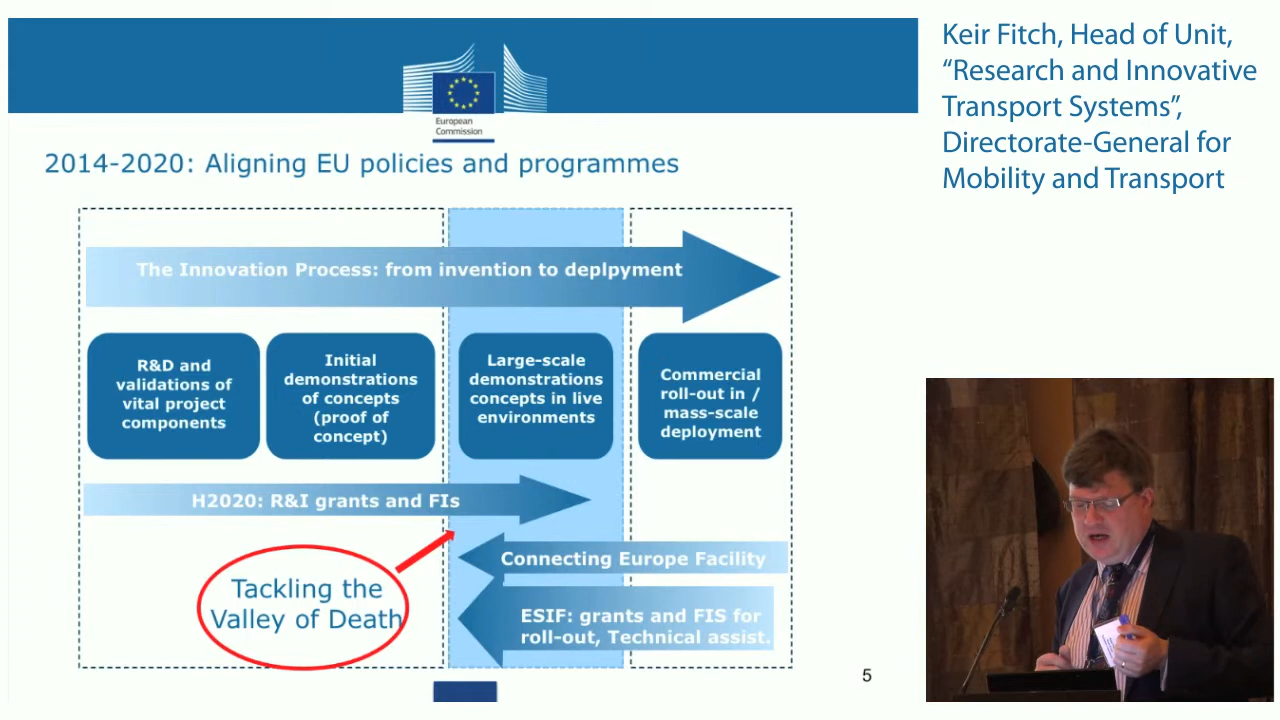 Keir Fitch, Head of Unit,
“Research and Innovative
Transport Systems”,
Directorate-General for
Mobility and Transport
European
Commission
2014-2020: Aligning EU policies and programmes
The Innovation Process: from invention to deplpyment
R&D and
validations of
vital project
components
Initial
demonstrations
of concepts
(proof of
concept)
Large-scale
demonstrations
concepts in live
environments
Commercial
roll-out in /
mass-scale
deployment
H2020: R&I grants and FIs
Connecting Europe Facility
Tackling the
Valley of Death
ESIF: grants and FIS for
roll-out, Technical assist.
5